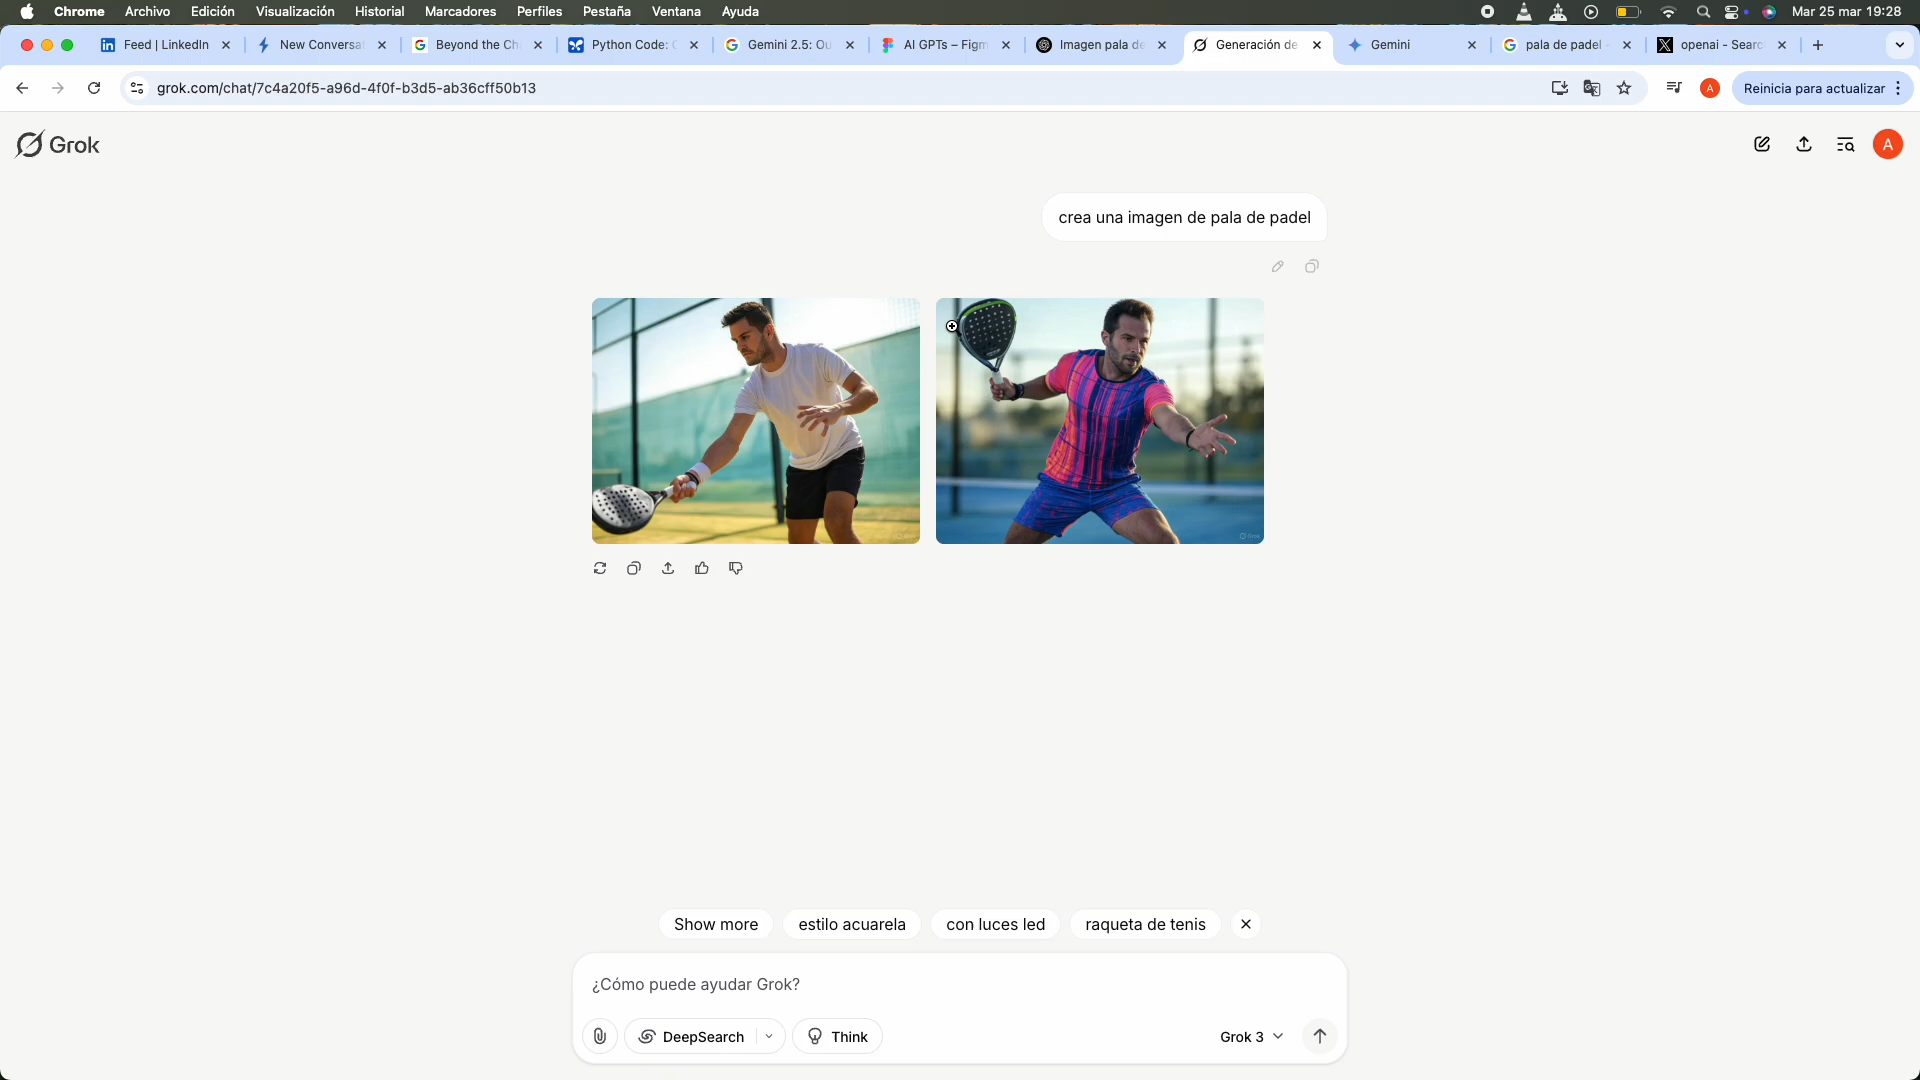 Chrome Archivo Edición Visualización Historial Marcadores Perfiles Pestaña Ventana Ayuda Mar 25 mar 19:28
Feed | LinkedIn New Conversat Beyond the Ch Python Code: Gemini 2.5: Ou AI GPTs – Figm Imagen pala de Generación de Gemini pala de padel openai - Searc
grok.com/chat/7c4a20f5-a96d-4f0f-b3d5-ab36cff50b13 A Reinicia para actualizar
Grok A
crea una imagen de pala de padel
Show more estilo acuarela con luces led raqueta de tenis
¿Cómo puede ayudar Grok?
DeepSearch Think Grok 3